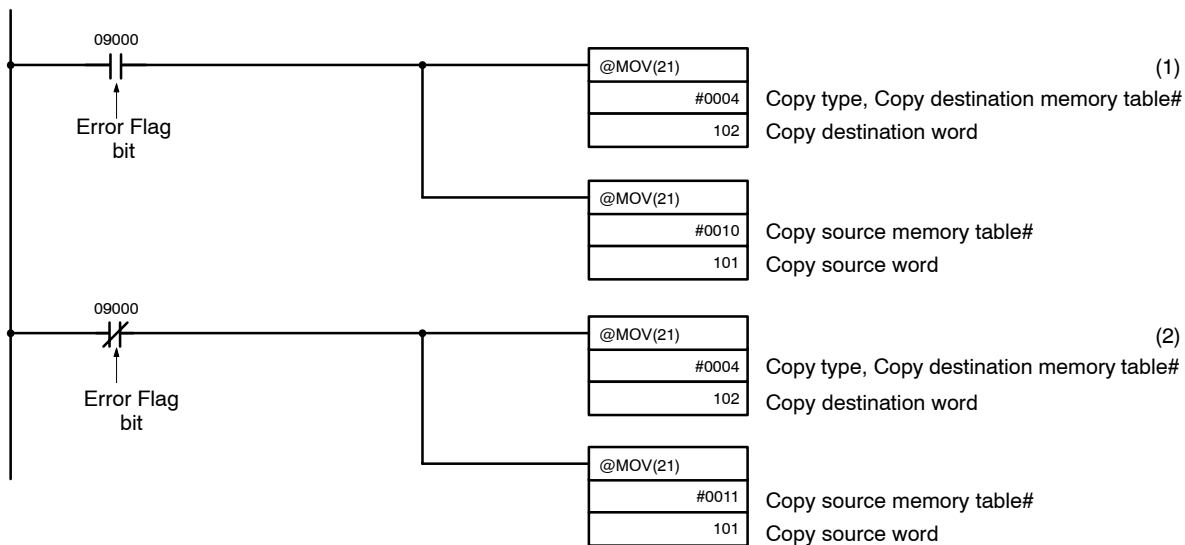 09000
Error Flag
bit
@MOV(21)
(1)
#0004 Copy type, Copy destination memory table#
102 Copy destination word
@MOV(21)
#0010 Copy source memory table#
101 Copy source word
09000
Error Flag
bit
@MOV(21)
(2)
#0004 Copy type, Copy destination memory table#
102 Copy destination word
@MOV(21)
#0011 Copy source memory table#
101 Copy source word